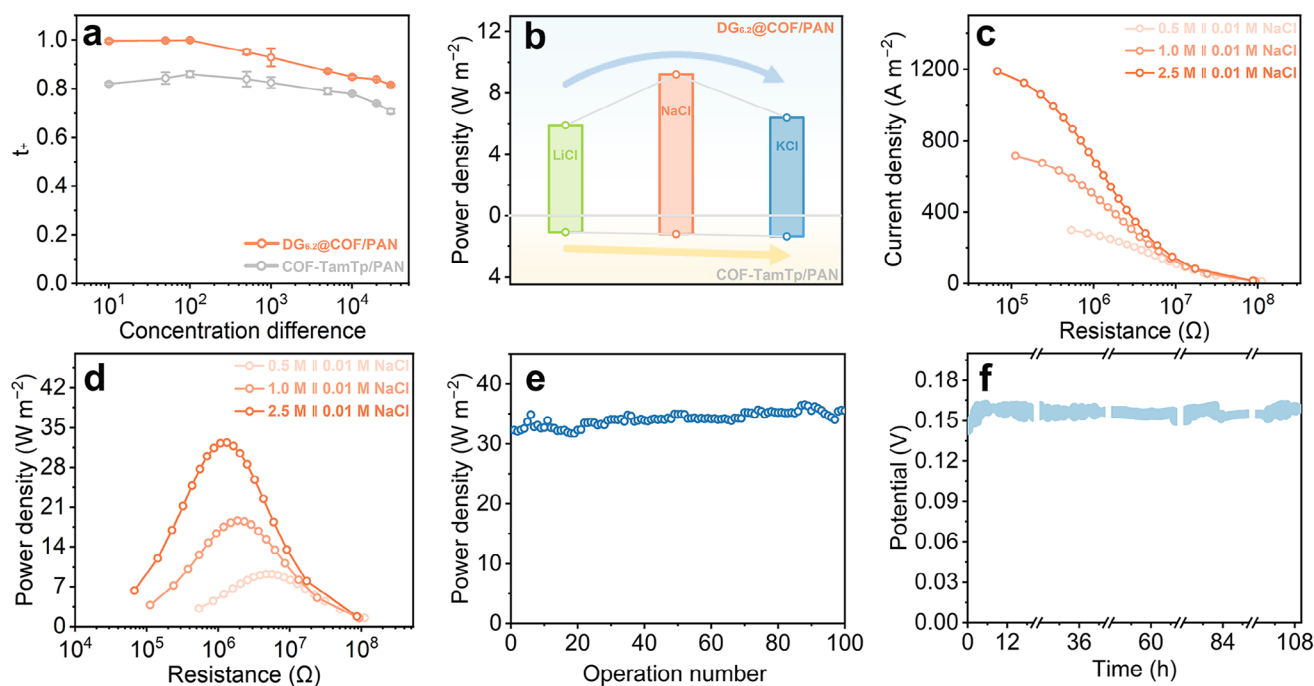 a
t₊
1.0
0.8
0.6
0.4
0.2
0.0
DG₆.₂@COF/PAN
COF-TamTp/PAN
10¹ 10² 10³ 10⁴
Concentration difference
b
DG₆.₂@COF/PAN
Power density (W m⁻²)
12
8
4
0
4
LiCl
NaCl
KCl
COF-TamTp/PAN
c
0.5 M ‖ 0.01 M NaCl
1.0 M ‖ 0.01 M NaCl
2.5 M ‖ 0.01 M NaCl
Current density (A m⁻²)
1200
800
400
0
10⁵ 10⁶ 10⁷ 10⁸
Resistance (Ω)
d
0.5 M ‖ 0.01 M NaCl
1.0 M ‖ 0.01 M NaCl
2.5 M ‖ 0.01 M NaCl
Power density (W m⁻²)
42
35
28
21
14
7
0
10⁴ 10⁵ 10⁶ 10⁷ 10⁸
Resistance (Ω)
e
Power density (W m⁻²)
40
30
20
10
0
0 20 40 60 80 100
Operation number
f
Potential (V)
0.18
0.15
0.12
0.09
0.06
0.03
0.00
0 12 36 60 84 108
Time (h)